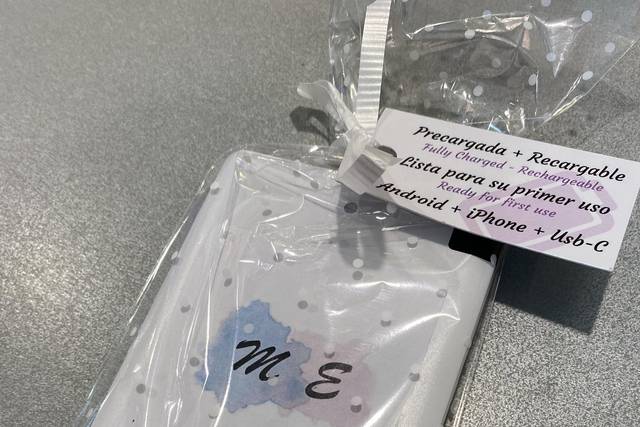 Precargada + Recargable
Fully Charged - Rechargeable
Lista para su primer uso
Ready for first use
Android + iPhone + Usb-C
M E